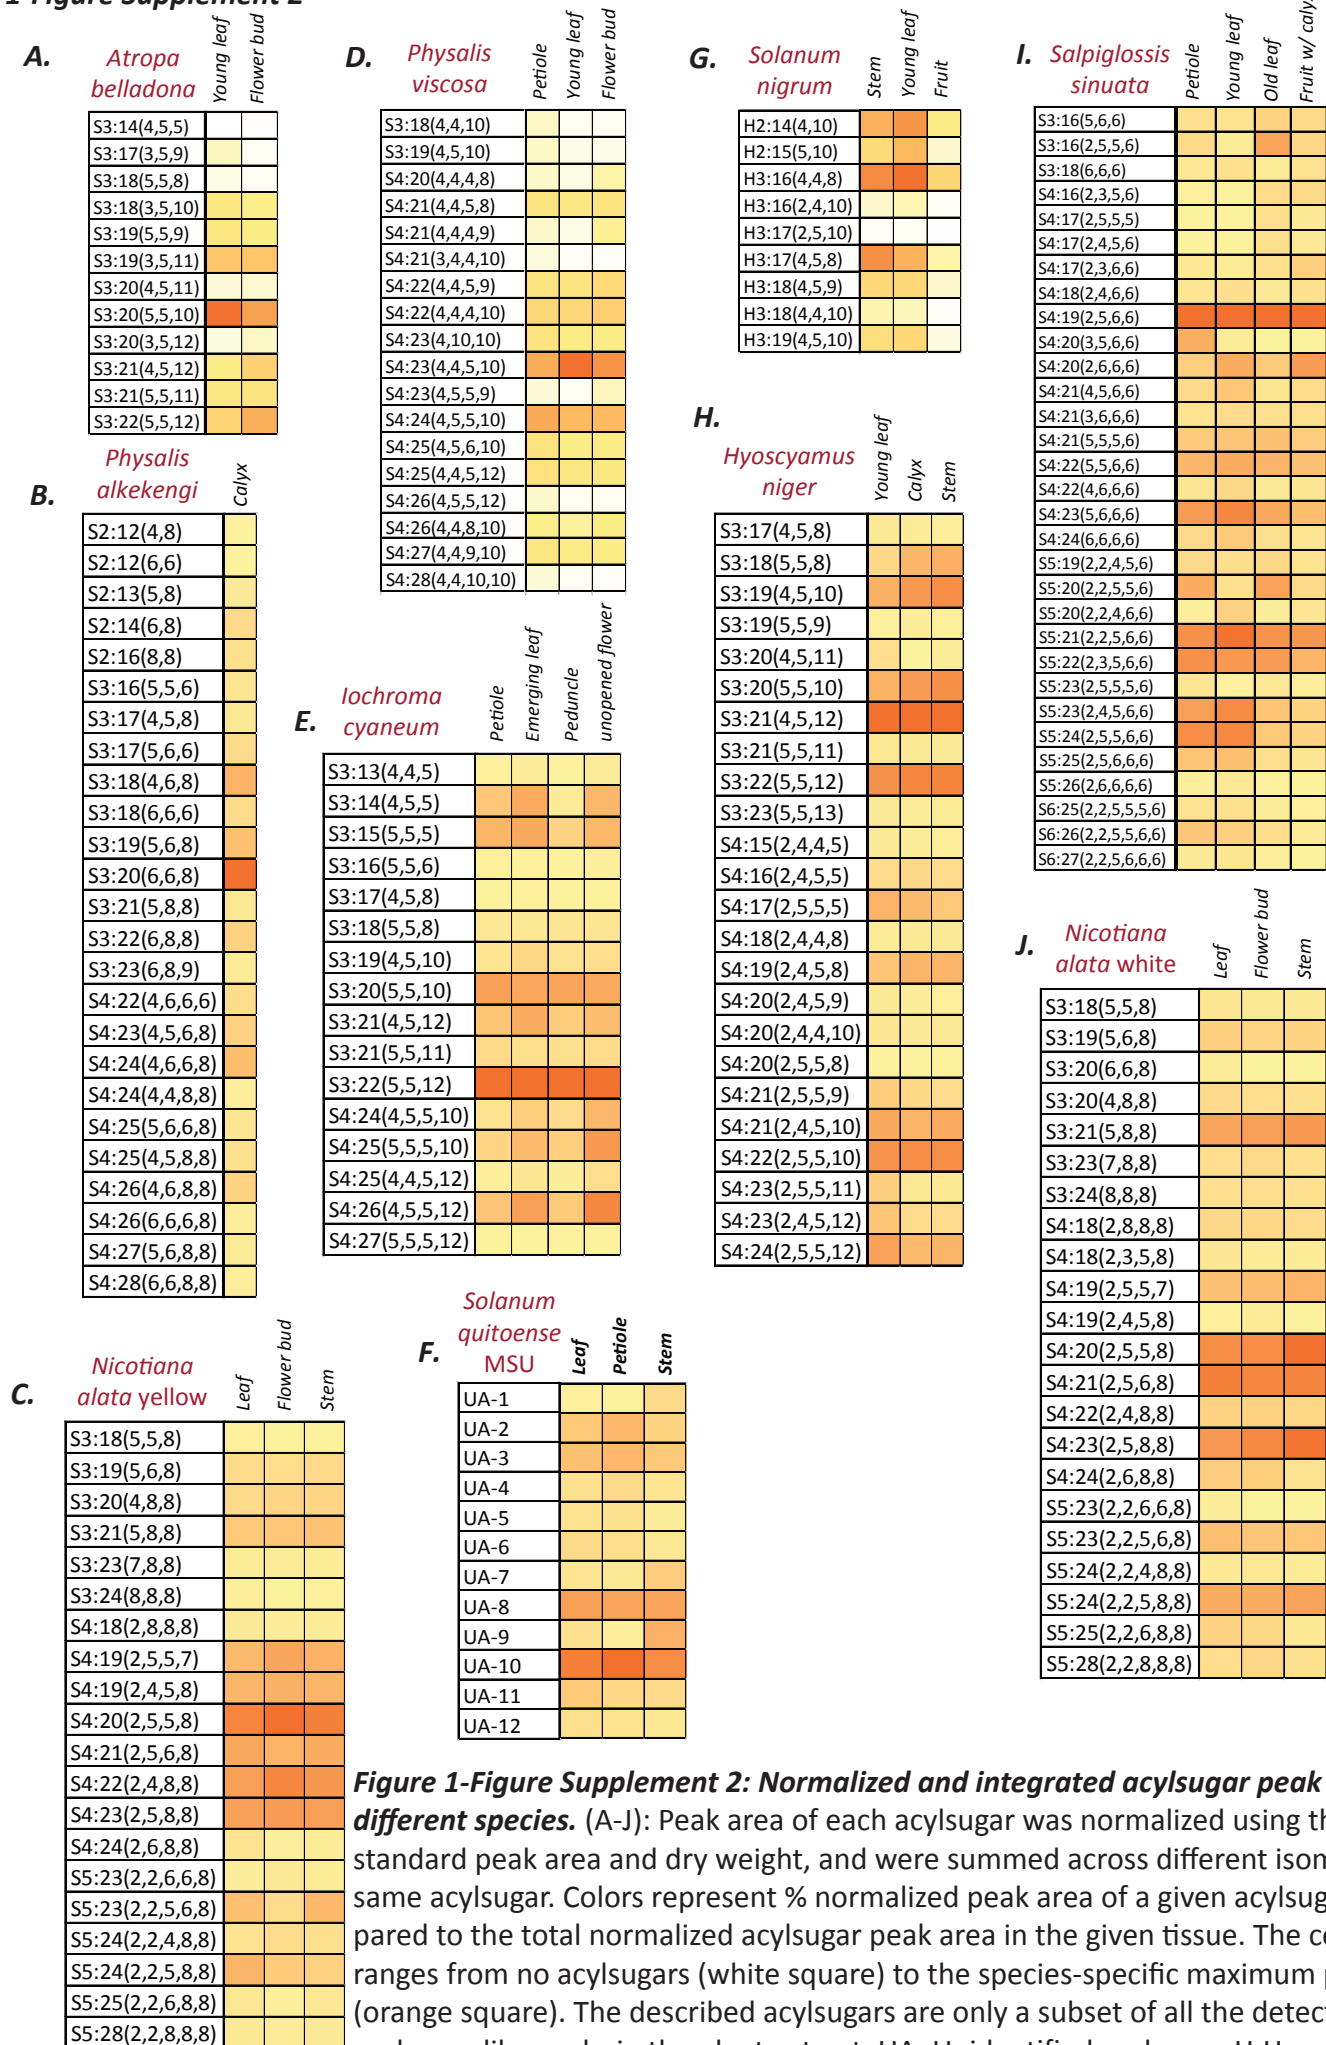 1-Figure Supplement 2
A.
Atropa
belladona
Young leaf
Flower bud
S3:14(4,5,5)
S3:17(3,5,9)
S3:18(5,5,8)
S3:18(3,5,10)
S3:19(5,5,9)
S3:19(3,5,11)
S3:20(4,5,11)
S3:20(5,5,10)
S3:20(3,5,12)
S3:21(4,5,12)
S3:21(5,5,11)
S3:22(5,5,12)
B.
Physalis
alkekengi
Calyx
S2:12(4,8)
S2:12(6,6)
S2:13(5,8)
S2:14(6,8)
S2:16(8,8)
S3:16(5,5,6)
S3:17(4,5,8)
S3:17(5,6,6)
S3:18(4,6,8)
S3:18(6,6,6)
S3:19(5,6,8)
S3:20(6,6,8)
S3:21(5,8,8)
S3:22(6,8,8)
S3:23(6,8,9)
S4:22(4,6,6,6)
S4:23(4,5,6,8)
S4:24(4,6,6,8)
S4:24(4,4,8,8)
S4:25(5,6,6,8)
S4:25(4,5,8,8)
S4:26(4,6,8,8)
S4:26(6,6,6,8)
S4:27(5,6,8,8)
S4:28(6,6,8,8)
C.
Nicotiana
alata yellow
Leaf
Flower bud
Stem
S3:18(5,5,8)
S3:19(5,6,8)
S3:20(4,8,8)
S3:21(5,8,8)
S3:23(7,8,8)
S3:24(8,8,8)
S4:18(2,8,8,8)
S4:19(2,5,5,7)
S4:19(2,4,5,8)
S4:20(2,5,5,8)
S4:21(2,5,6,8)
S4:22(2,4,8,8)
S4:23(2,5,8,8)
S4:24(2,6,8,8)
S5:23(2,2,6,6,8)
S5:23(2,2,5,6,8)
S5:24(2,2,4,8,8)
S5:24(2,2,5,8,8)
S5:25(2,2,6,8,8)
S5:28(2,2,8,8,8)
D.
Physalis
viscosa
Petiole
Young leaf
Flower bud
S3:18(4,4,10)
S3:19(4,5,10)
S4:20(4,4,4,8)
S4:21(4,4,5,8)
S4:21(4,4,4,9)
S4:21(3,4,4,10)
S4:22(4,4,5,9)
S4:22(4,4,4,10)
S4:23(4,10,10)
S4:23(4,4,5,10)
S4:23(4,5,5,9)
S4:24(4,5,5,10)
S4:25(4,5,6,10)
S4:25(4,4,5,12)
S4:26(4,5,5,12)
S4:26(4,4,8,10)
S4:27(4,4,9,10)
S4:28(4,4,10,10)
E.
Iochroma
cyaneum
Petiole
Emerging leaf
Peduncle
unopened flower
S3:13(4,4,5)
S3:14(4,5,5)
S3:15(5,5,5)
S3:16(5,5,6)
S3:17(4,5,8)
S3:18(5,5,8)
S3:19(4,5,10)
S3:20(5,5,10)
S3:21(4,5,12)
S3:21(5,5,11)
S3:22(5,5,12)
S4:24(4,5,5,10)
S4:25(5,5,5,10)
S4:25(4,4,5,12)
S4:26(4,5,5,12)
S4:27(5,5,5,12)
F.
Solanum
quitoense
MSU
Leaf
Petiole
Stem
UA-1
UA-2
UA-3
UA-4
UA-5
UA-6
UA-7
UA-8
UA-9
UA-10
UA-11
UA-12
G.
Solanum
nigrum
Stem
Young leaf
Fruit
H2:14(4,10)
H2:15(5,10)
H3:16(4,4,8)
H3:16(2,4,10)
H3:17(2,5,10)
H3:17(4,5,8)
H3:18(4,5,9)
H3:18(4,4,10)
H3:19(4,5,10)
H.
Hyoscyamus
niger
Young leaf
Calyx
Stem
S3:17(4,5,8)
S3:18(5,5,8)
S3:19(4,5,10)
S3:19(5,5,9)
S3:20(4,5,11)
S3:20(5,5,10)
S3:21(4,5,12)
S3:21(5,5,11)
S3:22(5,5,12)
S3:23(5,5,13)
S4:15(2,4,4,5)
S4:16(2,4,5,5)
S4:17(2,5,5,5)
S4:18(2,4,4,8)
S4:19(2,4,5,8)
S4:20(2,4,5,9)
S4:20(2,4,4,10)
S4:20(2,5,5,8)
S4:21(2,5,5,9)
S4:21(2,4,5,10)
S4:22(2,5,5,10)
S4:23(2,5,5,11)
S4:23(2,4,5,12)
S4:24(2,5,5,12)
I.
Salpiglossis
sinuata
Petiole
Young leaf
Old leaf
Fruit w/ calyx
S3:16(5,6,6)
S3:16(2,5,5,6)
S3:18(6,6,6)
S4:16(2,3,5,6)
S4:17(2,5,5,5)
S4:17(2,4,5,6)
S4:17(2,3,6,6)
S4:18(2,4,6,6)
S4:19(2,5,6,6)
S4:20(3,5,6,6)
S4:20(2,6,6,6)
S4:21(4,5,6,6)
S4:21(3,6,6,6)
S4:21(5,5,5,6)
S4:22(5,5,6,6)
S4:22(4,6,6,6)
S4:23(5,6,6,6)
S4:24(6,6,6,6)
S5:19(2,2,4,5,6)
S5:20(2,2,5,5,6)
S5:20(2,2,4,6,6)
S5:21(2,2,5,6,6)
S5:22(2,3,5,6,6)
S5:23(2,5,5,5,6)
S5:23(2,4,5,6,6)
S5:24(2,5,5,6,6)
S5:25(2,5,6,6,6)
S5:26(2,6,6,6,6)
S6:25(2,2,5,5,5,6)
S6:26(2,2,5,5,6,6)
S6:27(2,2,5,6,6,6)
J.
Nicotiana
alata white
Leaf
Flower bud
Stem
S3:18(5,5,8)
S3:19(5,6,8)
S3:20(6,6,8)
S3:20(4,8,8)
S3:21(5,8,8)
S3:23(7,8,8)
S3:24(8,8,8)
S4:18(2,8,8,8)
S4:18(2,3,5,8)
S4:19(2,5,5,7)
S4:19(2,4,5,8)
S4:20(2,5,5,8)
S4:21(2,5,6,8)
S4:22(2,4,8,8)
S4:23(2,5,8,8)
S4:24(2,6,8,8)
S5:23(2,2,6,6,8)
S5:23(2,2,5,6,8)
S5:24(2,2,4,8,8)
S5:24(2,2,5,8,8)
S5:25(2,2,6,8,8)
S5:28(2,2,8,8,8)
Figure 1-Figure Supplement 2: Normalized and integrated acylsugar peak
different species. (A-J): Peak area of each acylsugar was normalized using th
standard peak area and dry weight, and were summed across different isom
same acylsugar. Colors represent % normalized peak area of a given acylsug
pared to the total normalized acylsugar peak area in the given tissue. The co
ranges from no acylsugars (white square) to the species-specific maximum p
(orange square). The described acylsugars are only a subset of all the detect